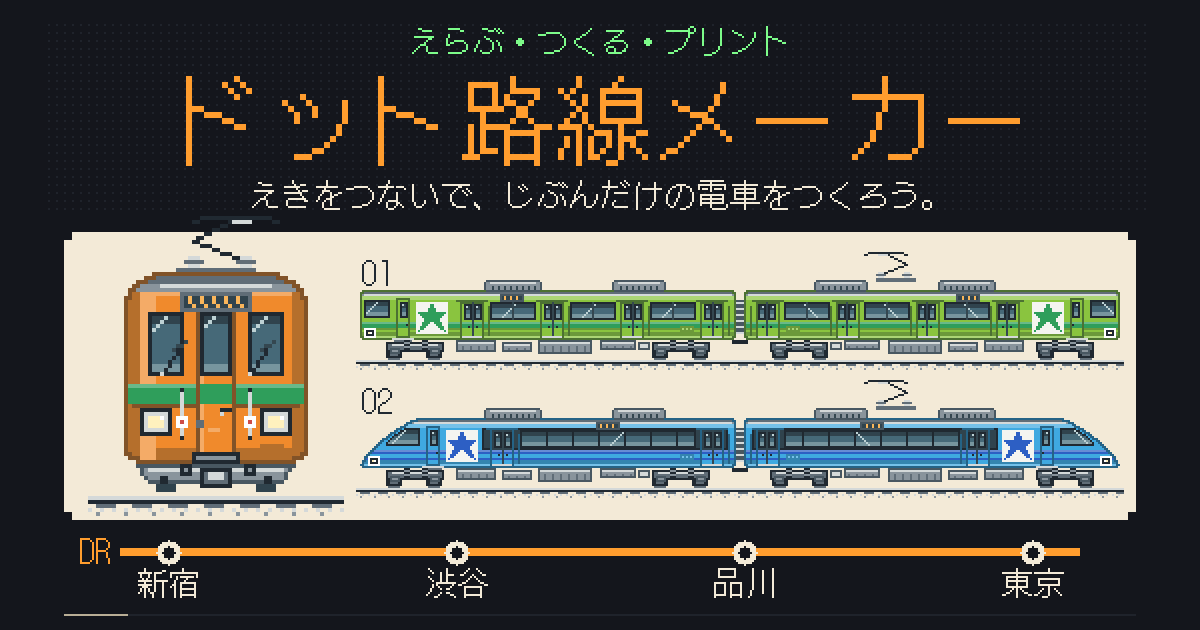 えらぶ・つくる・プリント
ドット路線メーカー
えきをつないで、じぶんだけの電車をつくろう。
01
02
DR
新宿 渋谷 品川 東京